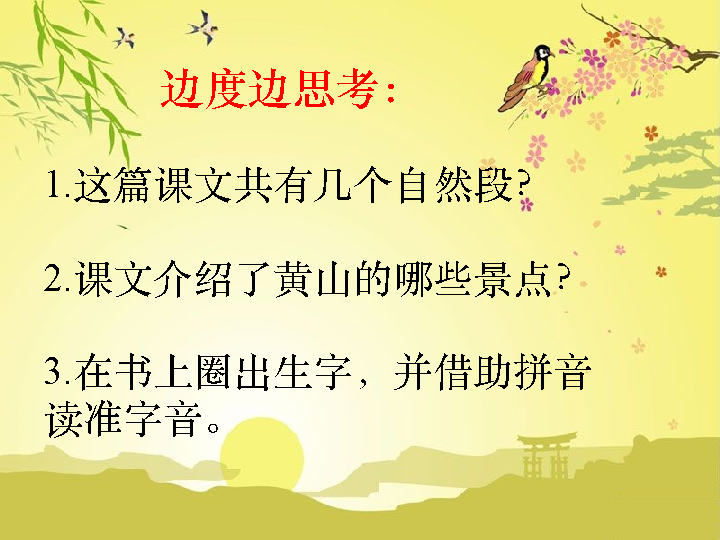 边度边思考：
1.这篇课文共有几个自然段?
2.课文介绍了黄山的哪些景点?
3.在书上圈出生字，并借助拼音
读准字音。